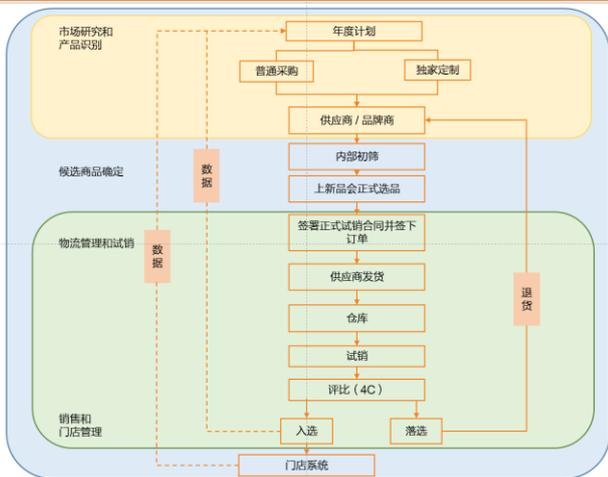 市场研究和
产品识别
年度计划
普通采购
独家定制
供应商 / 品牌商
候选商品确定
内部初筛
数
据
上新品会正式选品
物流管理和试销
签署正式试销合同并签下
订单
数
据
供应商发货
退
货
仓库
试销
评比（4C）
销售和
门店管理
入选
落选
门店系统